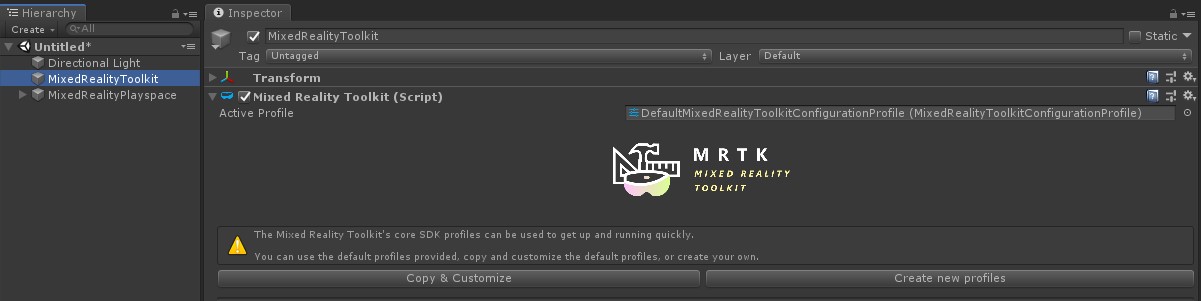 Hierarchy
Create
All
Untitled*
Directional Light
MixedRealityToolkit
MixedRealityPlayspace
Inspector
MixedRealityToolkit
Static
Tag Untagged Layer Default
Transform
Mixed Reality Toolkit (Script)
Active Profile DefaultMixedRealityToolkitConfigurationProfile (MixedRealityToolkitConfigurationProfile)
MRTK
MIXED REALITY
TOOLKIT
The Mixed Reality Toolkit's core SDK profiles can be used to get up and running quickly.
You can use the default profiles provided, copy and customize the default profiles, or create your own.
Copy & Customize
Create new profiles